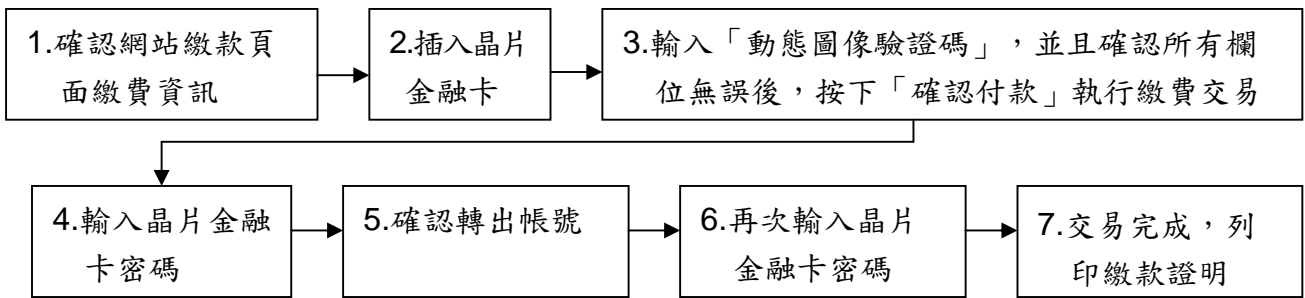 1.確認網站繳款頁
面繳費資訊
2.插入晶片
金融卡
3.輸入「動態圖像驗證碼」，並且確認所有欄
位無誤後，按下「確認付款」執行繳費交易
4.輸入晶片金融
卡密碼
5.確認轉出帳號
6.再次輸入晶片
金融卡密碼
7.交易完成，列
印繳款證明